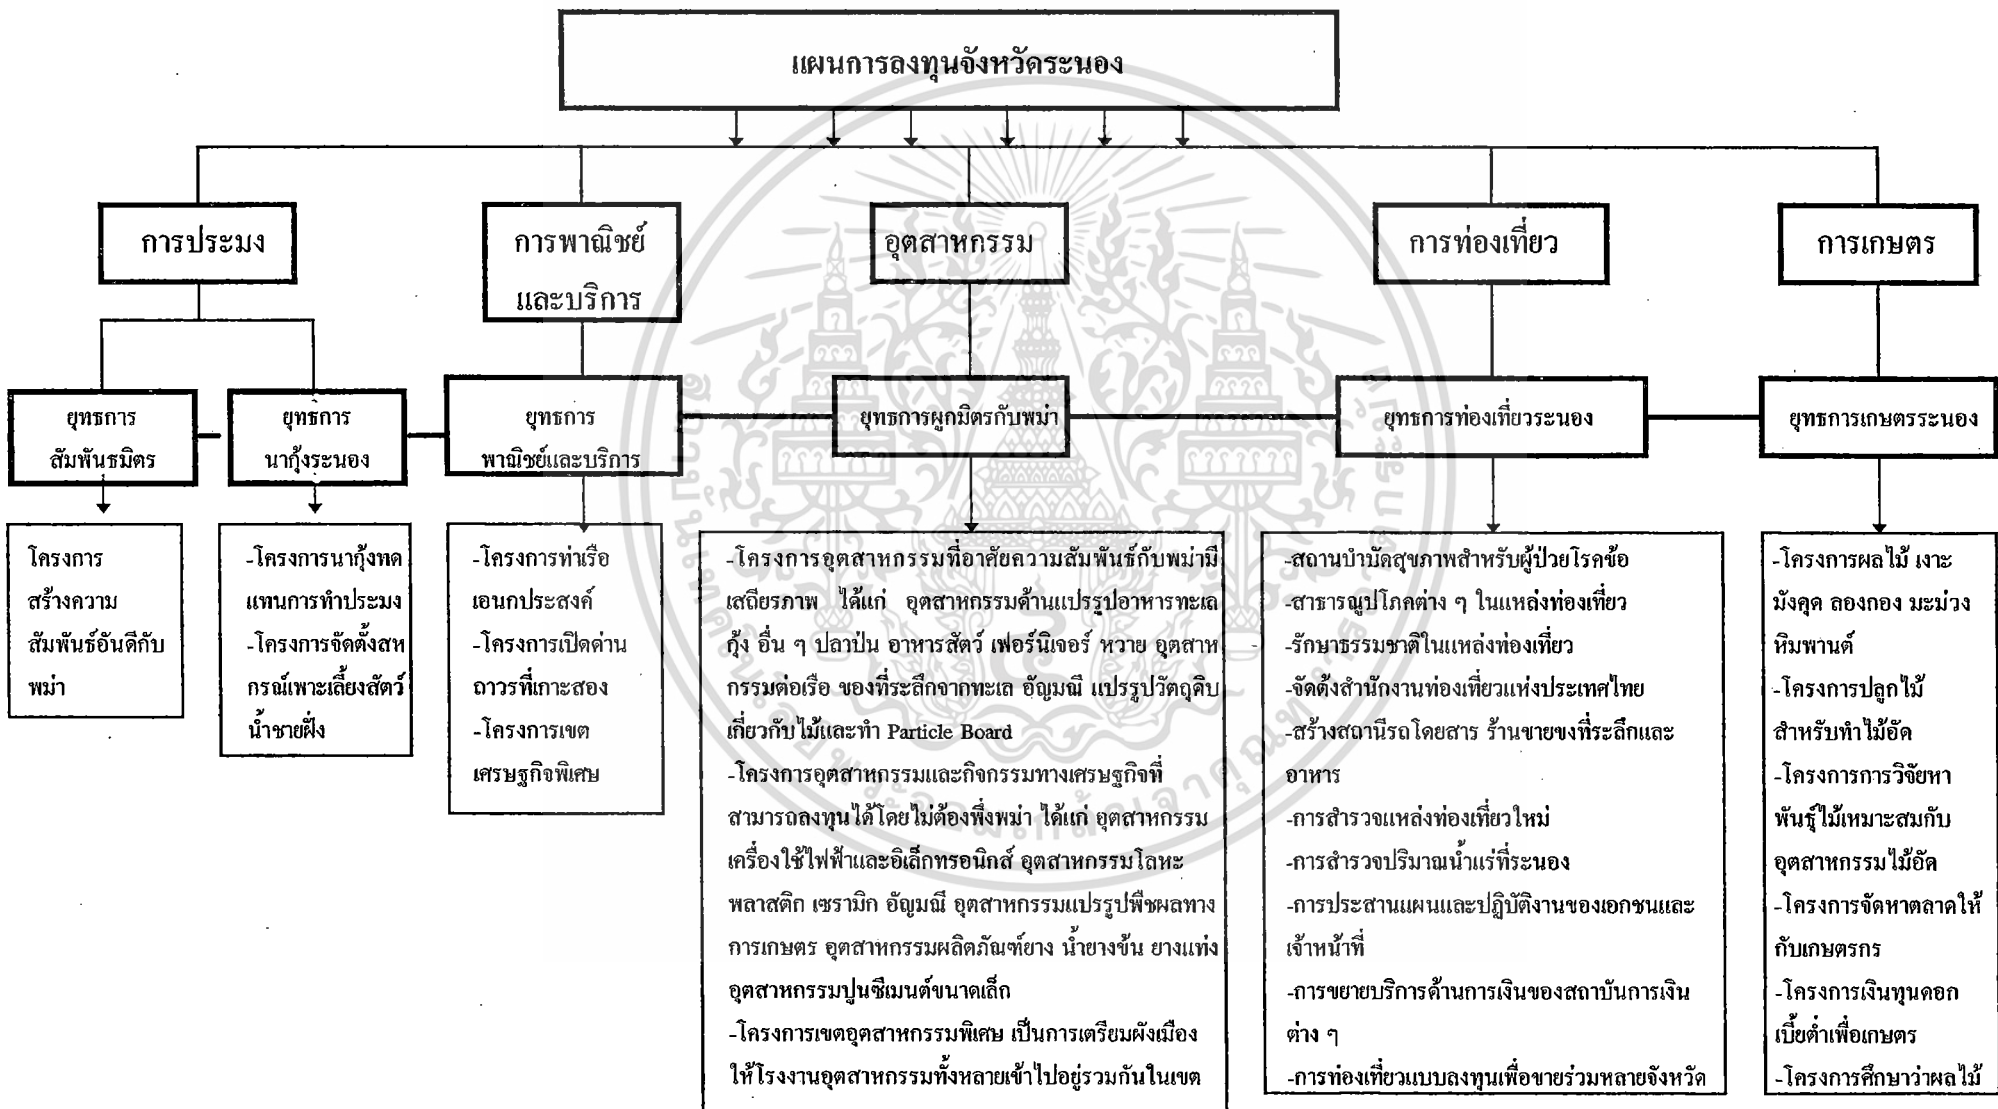 แผนการลงทุนจังหวัดระนอง
การประมง
การพาณิชย์
และบริการ
อุตสาหกรรม
การท่องเที่ยว
การเกษตร
ยุทธการ
สัมพันธมิตร
ยุทธการ
นากุ้งระนอง
ยุทธการ
พาณิชย์และบริการ
ยุทธการผูกมิตรกับพม่า
ยุทธการท่องเที่ยวระนอง
ยุทธการเกษตรระนอง
โครงการ
สร้างความ
สัมพันธ์อันดีกับ
พม่า
-โครงการนากุ้งทด
แทนการทำประมง
-โครงการจัดตั้งสห
กรณ์เพาะเลี้ยงสัตว์
น้ำชายฝั่ง
-โครงการท่าเรือ
เอนกประสงค์
-โครงการเปิดด่าน
ถาวรที่เกาะสอง
-โครงการเขต
เศรษฐกิจพิเศษ
-โครงการอุตสาหกรรมที่อาศัยความสัมพันธ์กับพม่ามี
เสถียรภาพ ได้แก่ อุตสาหกรรมด้านแปรรูปอาหารทะเล
กุ้ง อื่น ๆ ปลาป่น อาหารสัตว์ เฟอร์นิเจอร์ หวาย อุตสาห
กรรมต่อเรือ ของที่ระลึกจากทะเล อัญมณี แปรรูปวัตถุดิบ
เกี่ยวกับไม้และทำ Particle Board
-โครงการอุตสาหกรรมและกิจกรรมทางเศรษฐกิจที่
สามารถลงทุนได้โดยไม่ต้องพึ่งพม่า ได้แก่ อุตสาหกรรม
เครื่องใช้ไฟฟ้าและอิเล็กทรอนิกส์ อุตสาหกรรมโลหะ
พลาสติก เซรามิก อัญมณี อุตสาหกรรมแปรรูปพืชผลทาง
การเกษตร อุตสาหกรรมผลิตภัณฑ์ยาง น้ำยางข้น ยางแท่ง
อุตสาหกรรมปูนซีเมนต์ขนาดเล็ก
-โครงการเขตอุตสาหกรรมพิเศษ เป็นการเตรียมผังเมือง
ให้โรงงานอุตสาหกรรมทั้งหลายเข้าไปอยู่รวมกันในเขต
-สถานบำบัดสุขภาพสำหรับผู้ป่วยโรคข้อ
-สาธารณูปโภคต่าง ๆ ในแหล่งท่องเที่ยว
-รักษาธรรมชาติในแหล่งท่องเที่ยว
-จัดตั้งสำนักงานท่องเที่ยวแห่งประเทศไทย
-สร้างสถานีรถโดยสาร ร้านขายขงที่ระลึกและ
อาหาร
-การสำรวจแหล่งท่องเที่ยวใหม่
-การสำรวจปริมาณน้ำแร่ที่ระนอง
-การประสานแผนและปฏิบัติงานของเอกชนและ
เจ้าหน้าที่
-การขยายบริการด้านการเงินของสถาบันการเงิน
ต่าง ๆ
-การท่องเที่ยวแบบลงทุนเพื่อขายร่วมหลายจังหวัด
-โครงการผลไม้ เงาะ
มังคุด ลองกอง มะม่วง
หิมพานต์
-โครงการปลูกไม้
สำหรับทำไม้อัด
-โครงการการวิจัยหา
พันธุ์ไม้เหมาะสมกับ
อุตสาหกรรมไม้อัด
-โครงการจัดหาตลาดให้
กับเกษตรกร
-โครงการเงินทุนดอก
เบี้ยต่ำเพื่อเกษตร
-โครงการศึกษาว่าผลไม้